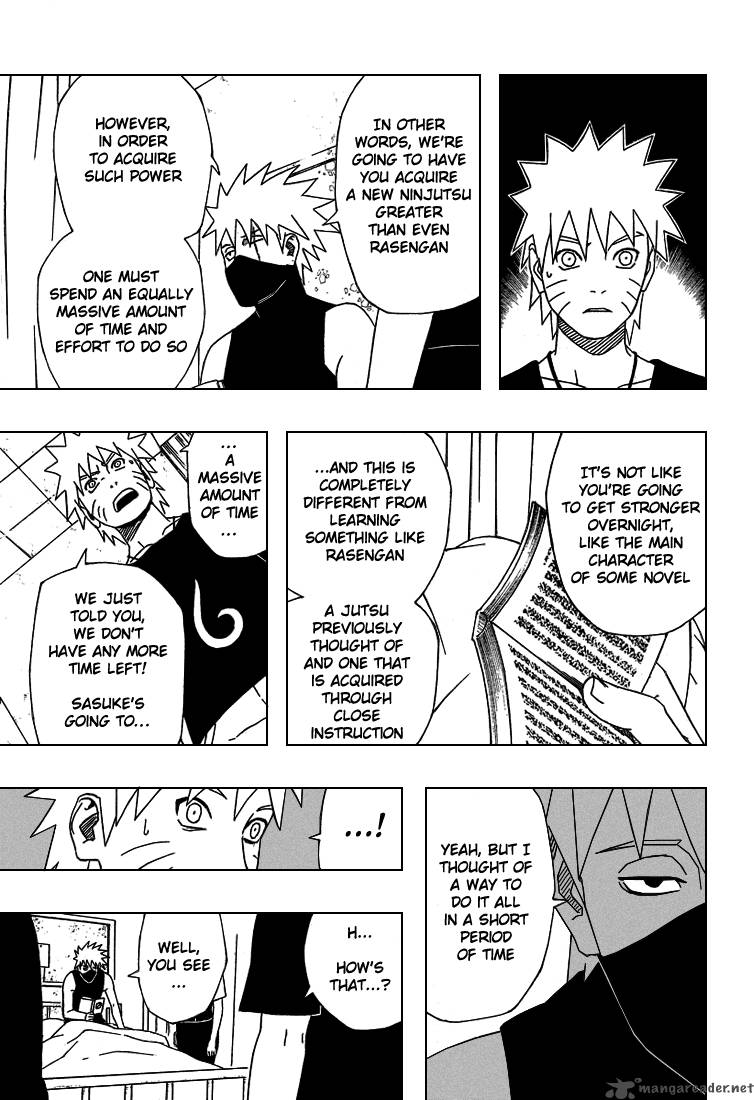 IN OTHER
WORDS, WE'RE
GOING TO HAVE
YOU ACQUIRE
A NEW NINJUTSU
GREATER
THAN EVEN
RASENGAN
HOWEVER,
IN ORDER
TO ACQUIRE
SUCH POWER
ONE MUST
SPEND AN EQUALLY
MASSIVE AMOUNT
OF TIME AND
EFFORT TO DO SO
IT'S NOT LIKE
YOU'RE GOING
TO GET STRONGER
OVERNIGHT,
LIKE THE MAIN
CHARACTER
OF SOME NOVEL
...AND THIS IS
COMPLETELY
DIFFERENT FROM
LEARNING
SOMETHING LIKE
RASENGAN
A JUTSU
PREVIOUSLY
THOUGHT OF
AND ONE THAT
IS ACQUIRED
THROUGH
CLOSE
INSTRUCTION
...
A
MASSIVE
AMOUNT
OF TIME
...
WE JUST
TOLD YOU,
WE DON'T
HAVE ANY MORE
TIME LEFT!
SASUKE'S
GOING TO...
YEAH, BUT I
THOUGHT OF
A WAY TO
DO IT ALL
IN A SHORT
PERIOD
OF TIME
...!
H...
HOW'S
THAT...?
WELL,
YOU SEE
...
mangareader.net